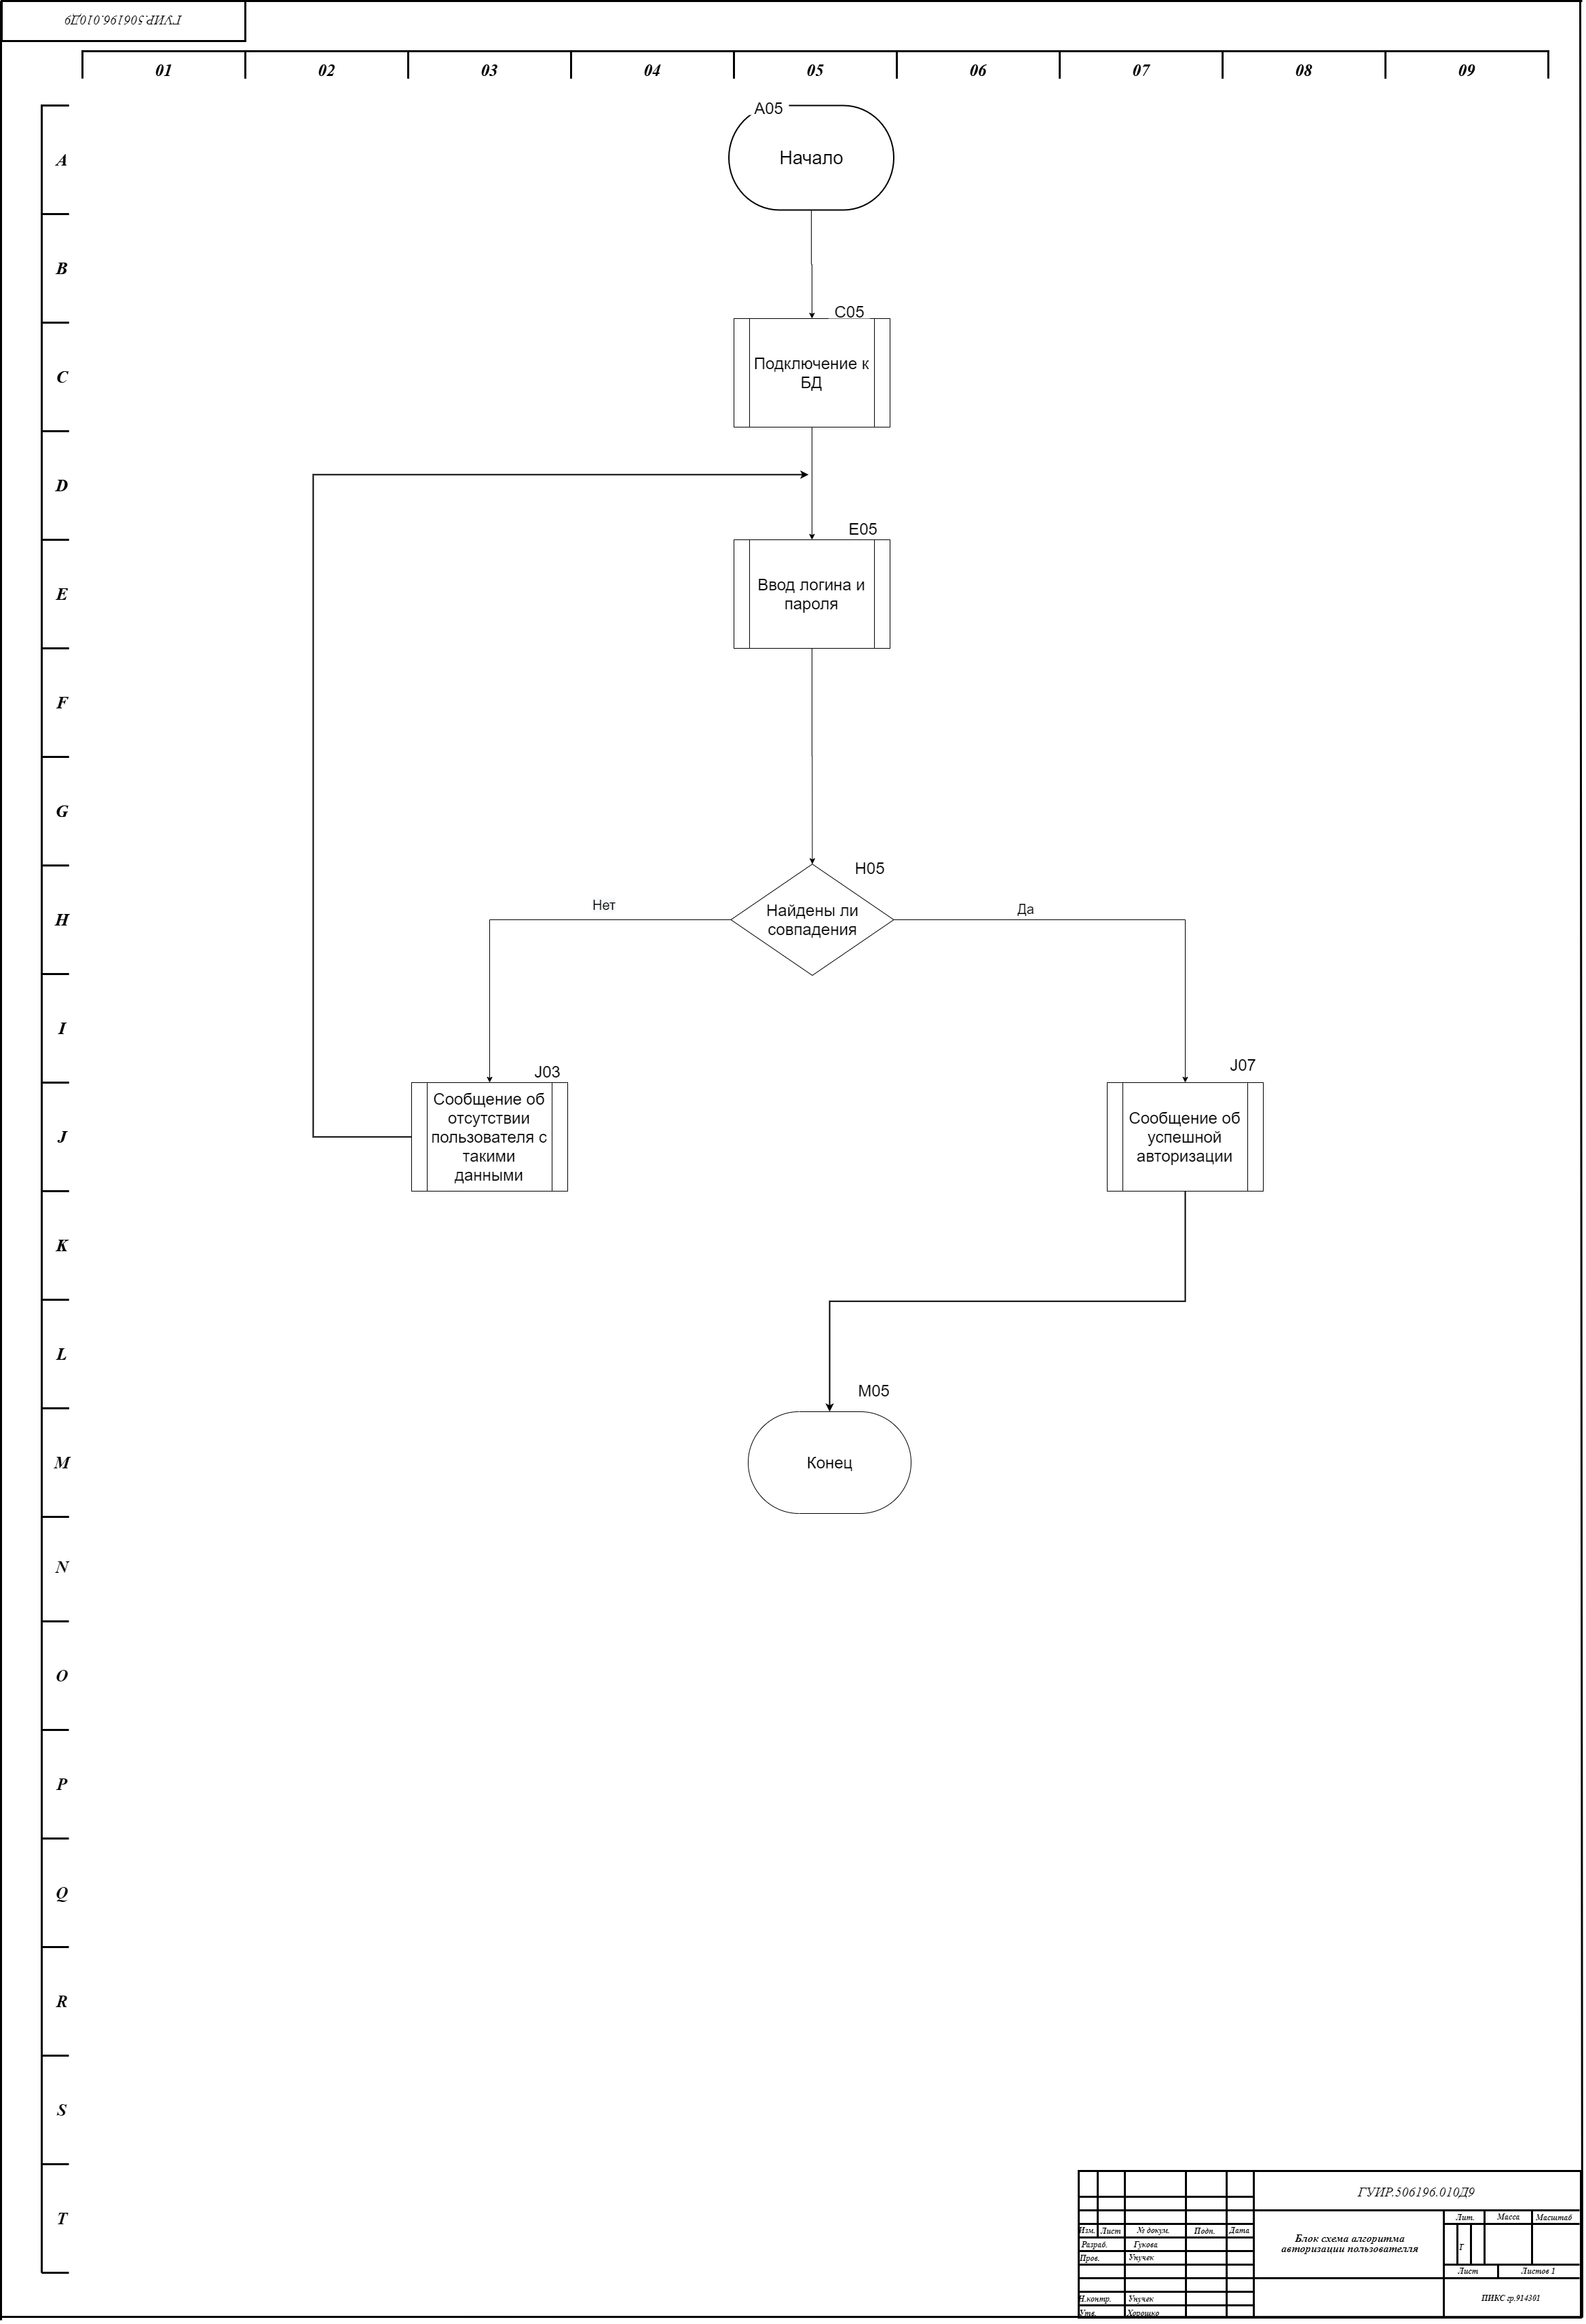 ГУИР.506196.010Д9
01 02 03 04 05 06 07 08 09
A
A05
Начало
B
C05
C
Подключение к
БД
D
E05
E
Ввод логина и
пароля
F
G
H05
H
Нет
Найдены ли
совпадения
Да
I
J03
J07
J
Сообщение об
отсутствии
пользователя с
такими
данными
Сообщение об
успешной
авторизации
K
L
M05
M
Конец
N
O
P
Q
R
S
T
ГУИР.506196.010Д9
Изм. Лист № докум. Подп. Дата
Разраб. Гукова
Пров. Унучек
Н.контр. Унучек
Утв. Хорошко
Блок схема алгоритма
авторизации пользователля
Лит. Масса Масштаб
Т
Лист Листов 1
ПИКС гр.914301